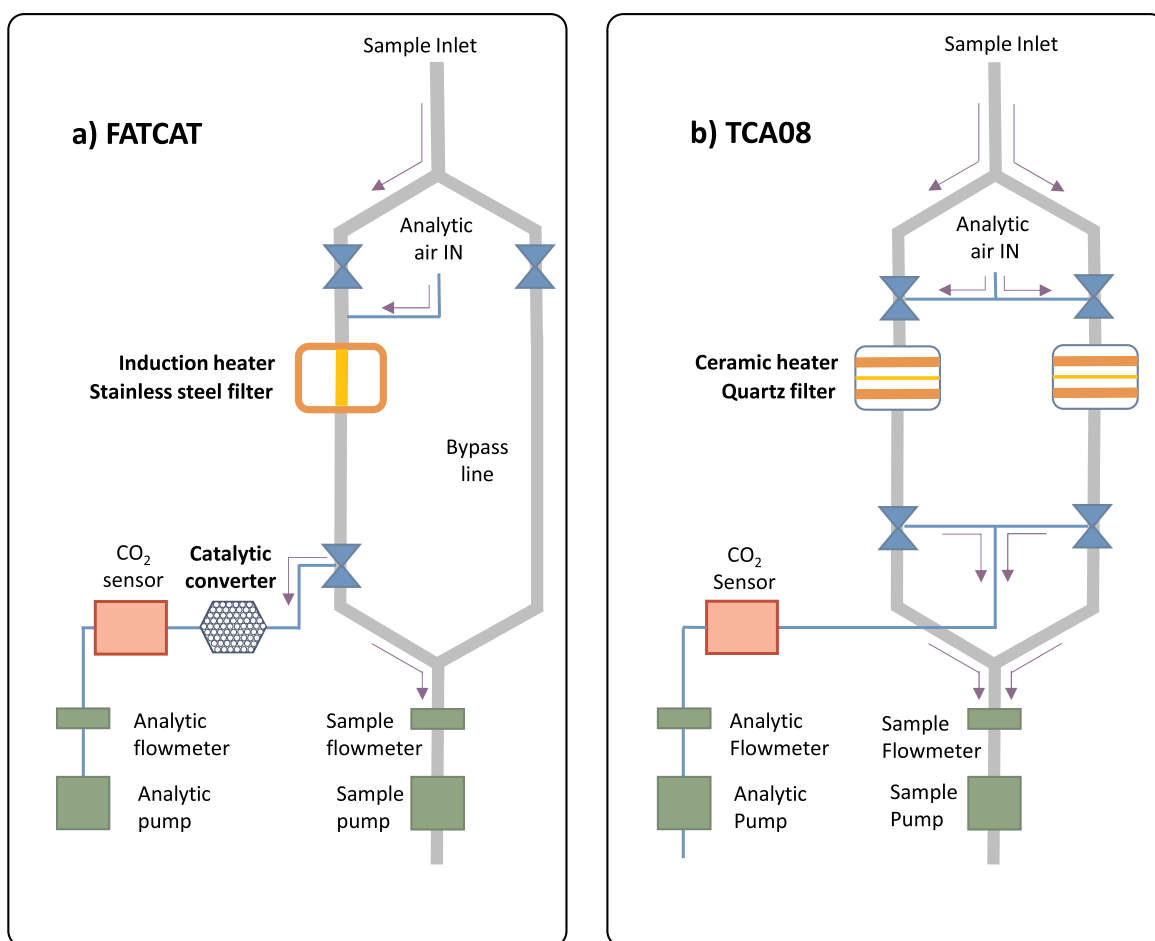 Sample Inlet
a) FATCAT
Analytic
air IN
Induction heater
Stainless steel filter
Bypass
line
CO2
sensor
Catalytic
converter
Analytic
flowmeter
Sample
flowmeter
Analytic
pump
Sample
pump
Sample Inlet
b) TCA08
Analytic
air IN
Ceramic heater
Quartz filter
CO2
Sensor
Analytic
Flowmeter
Sample
Flowmeter
Analytic
Pump
Sample
Pump